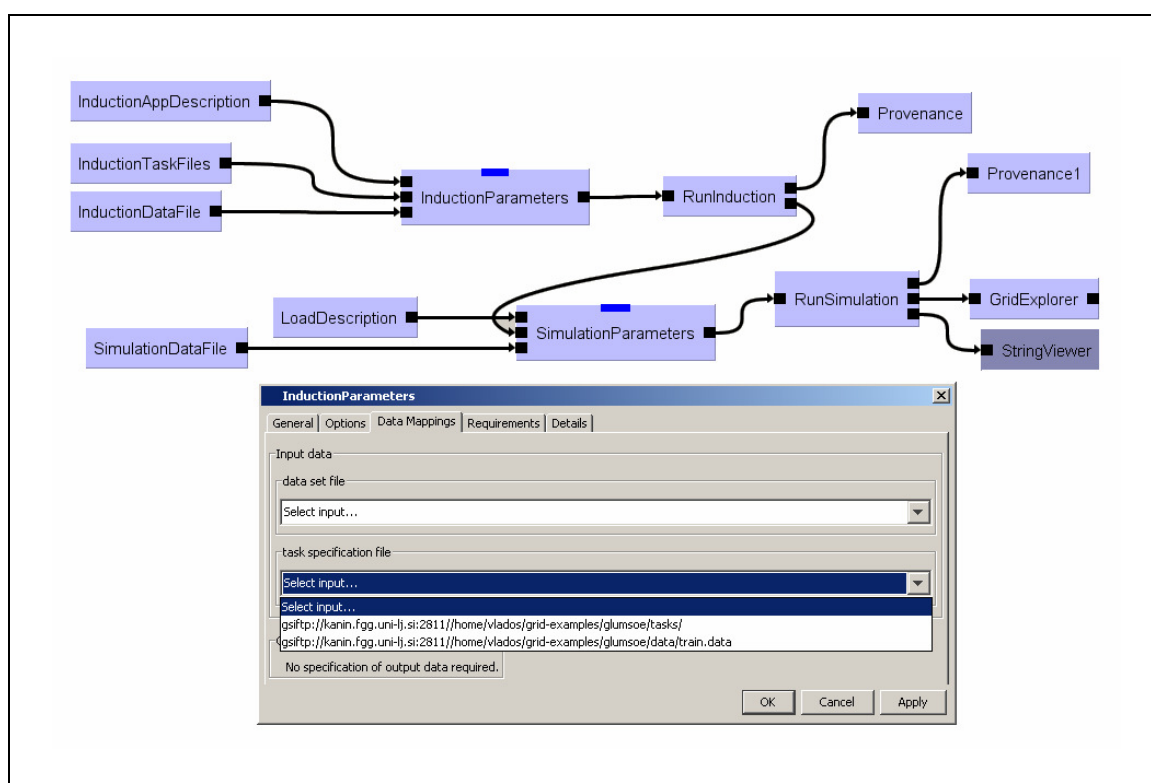 InductionAppDescription
Provenance
InductionTaskFiles
Provenance1
InductionParameters
RunInduction
InductionDataFile
RunSimulation
GridExplorer
LoadDescription
SimulationParameters
SimulationDataFile
StringViewer
InductionParameters
General Options Data Mappings Requirements Details
Input data
data set file
Select input...
task specification file
Select input...
Select input...
gsiftp://kanin.fgg.uni-lj.si:2811//home/vlados/grid-examples/glumsoe/tasks/
gsiftp://kanin.fgg.uni-lj.si:2811//home/vlados/grid-examples/glumsoe/data/train.data
No specification of output data required.
OK Cancel Apply